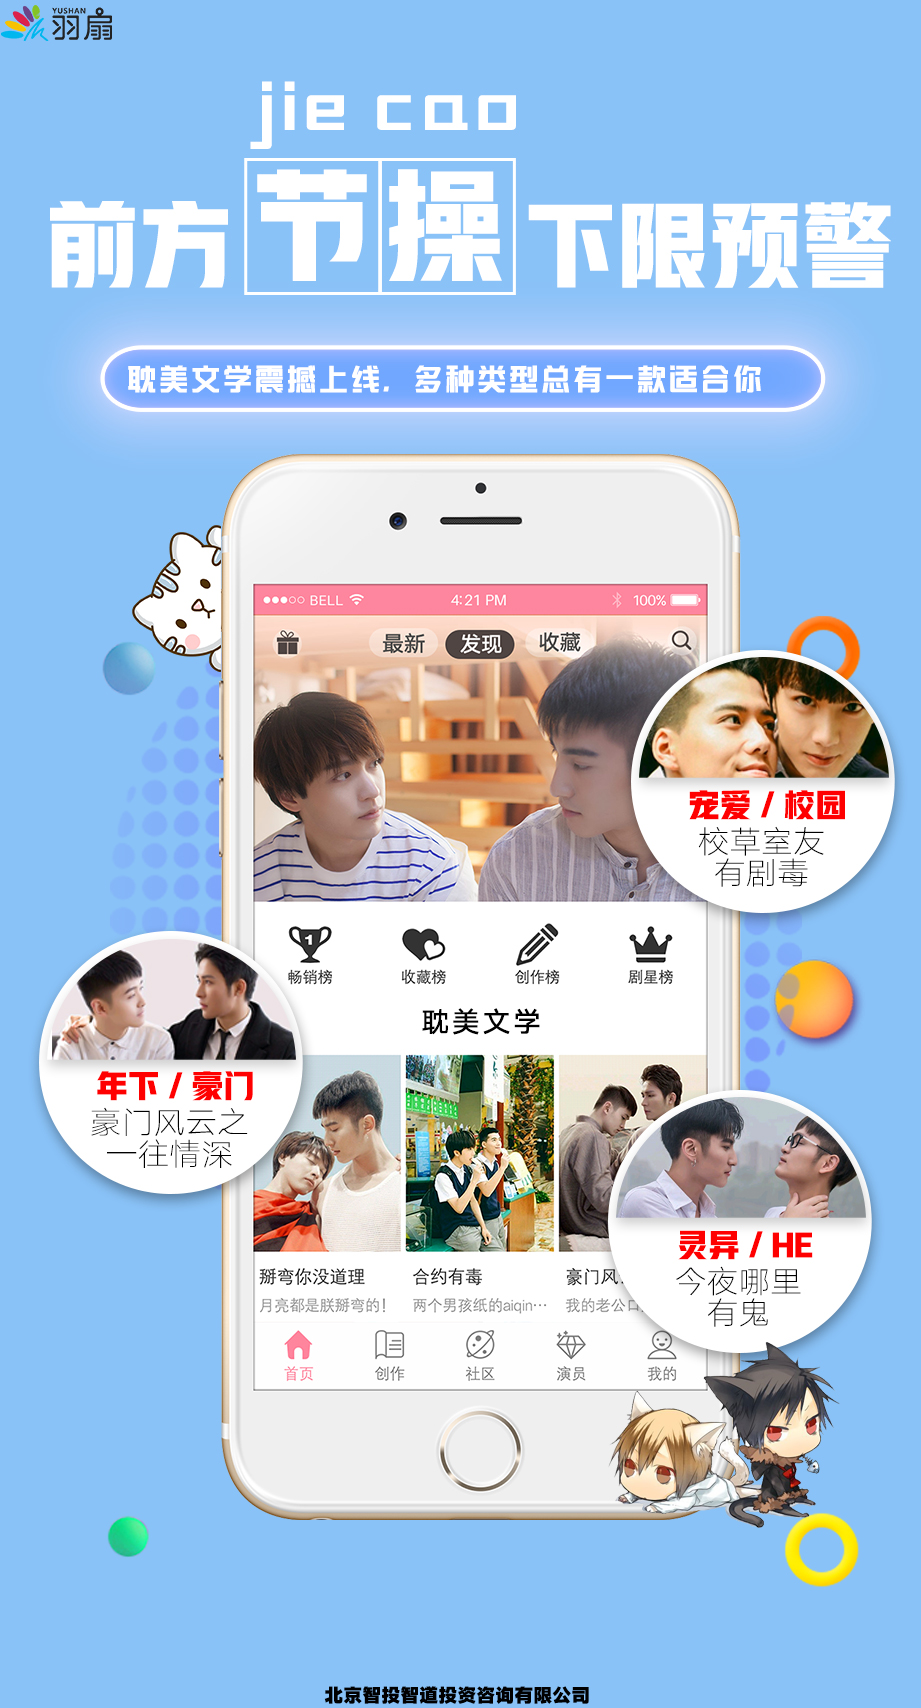 YUSHAN
羽扇
jie cao
前方节操下限预警
耽美文学震撼上线，多种类型总有一款适合你
BELL 4:21 PM 100%
最新 发现 收藏
宠爱 / 校园
校草室友
有剧毒
畅销榜 收藏榜 创作榜 剧星榜
耽美文学
年下 / 豪门
豪门风云之
一往情深
灵异 / HE
今夜哪里
有鬼
掰弯你没道理 合约有毒 豪门风
月亮都是朕掰弯的！ 两个男孩纸的aiqin… 我的老公
首页 创作 社区 演员 我的
北京智投智道投资咨询有限公司